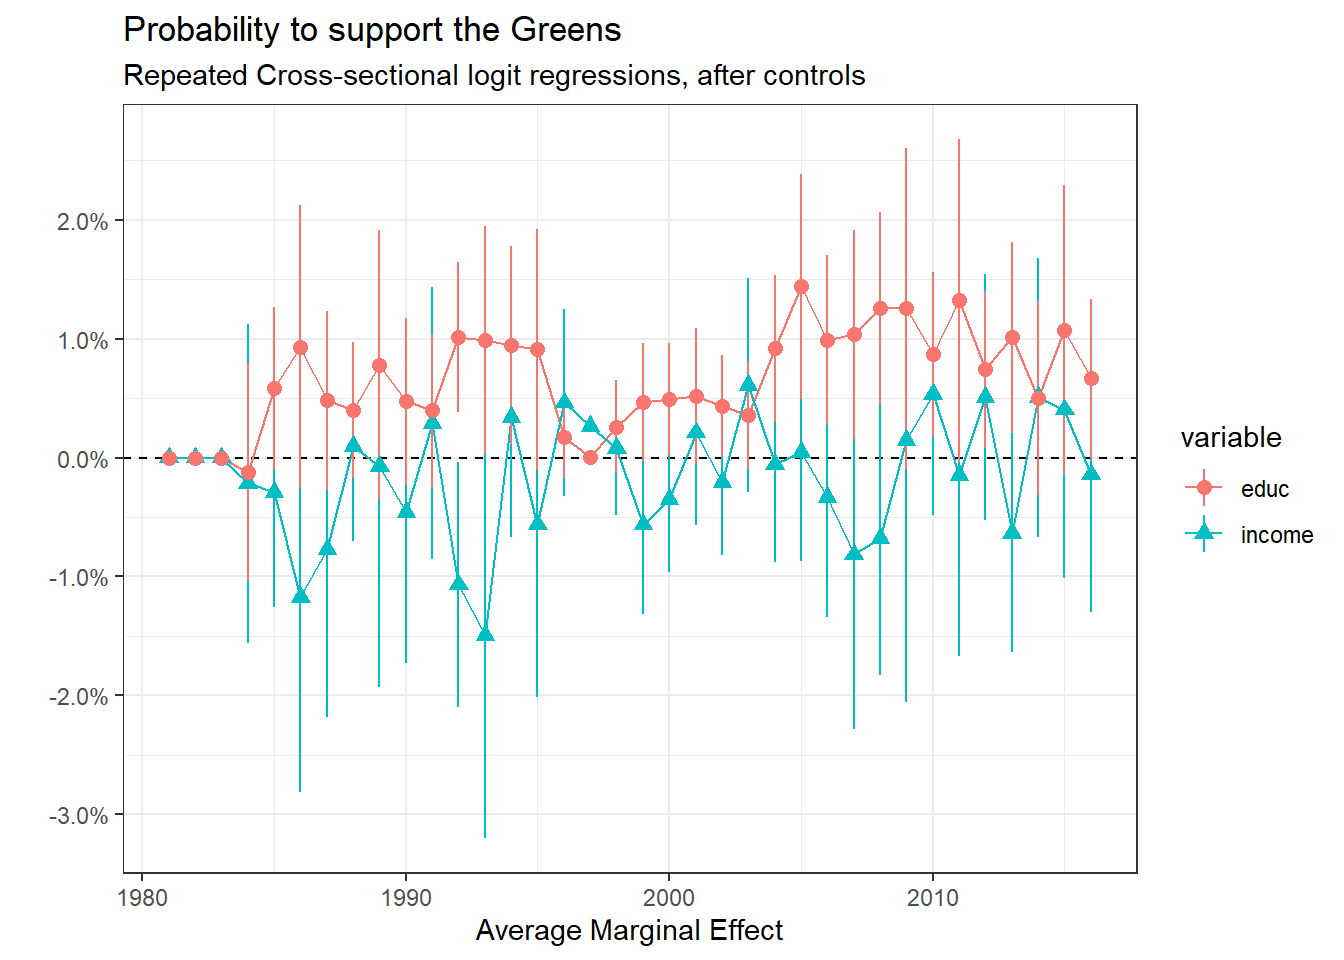 Probability to support the Greens
Repeated Cross-sectional logit regressions, after controls
2.0%
1.0%
0.0%
-1.0%
-2.0%
-3.0%
1980
1990
2000
2010
Average Marginal Effect
variable
educ
income